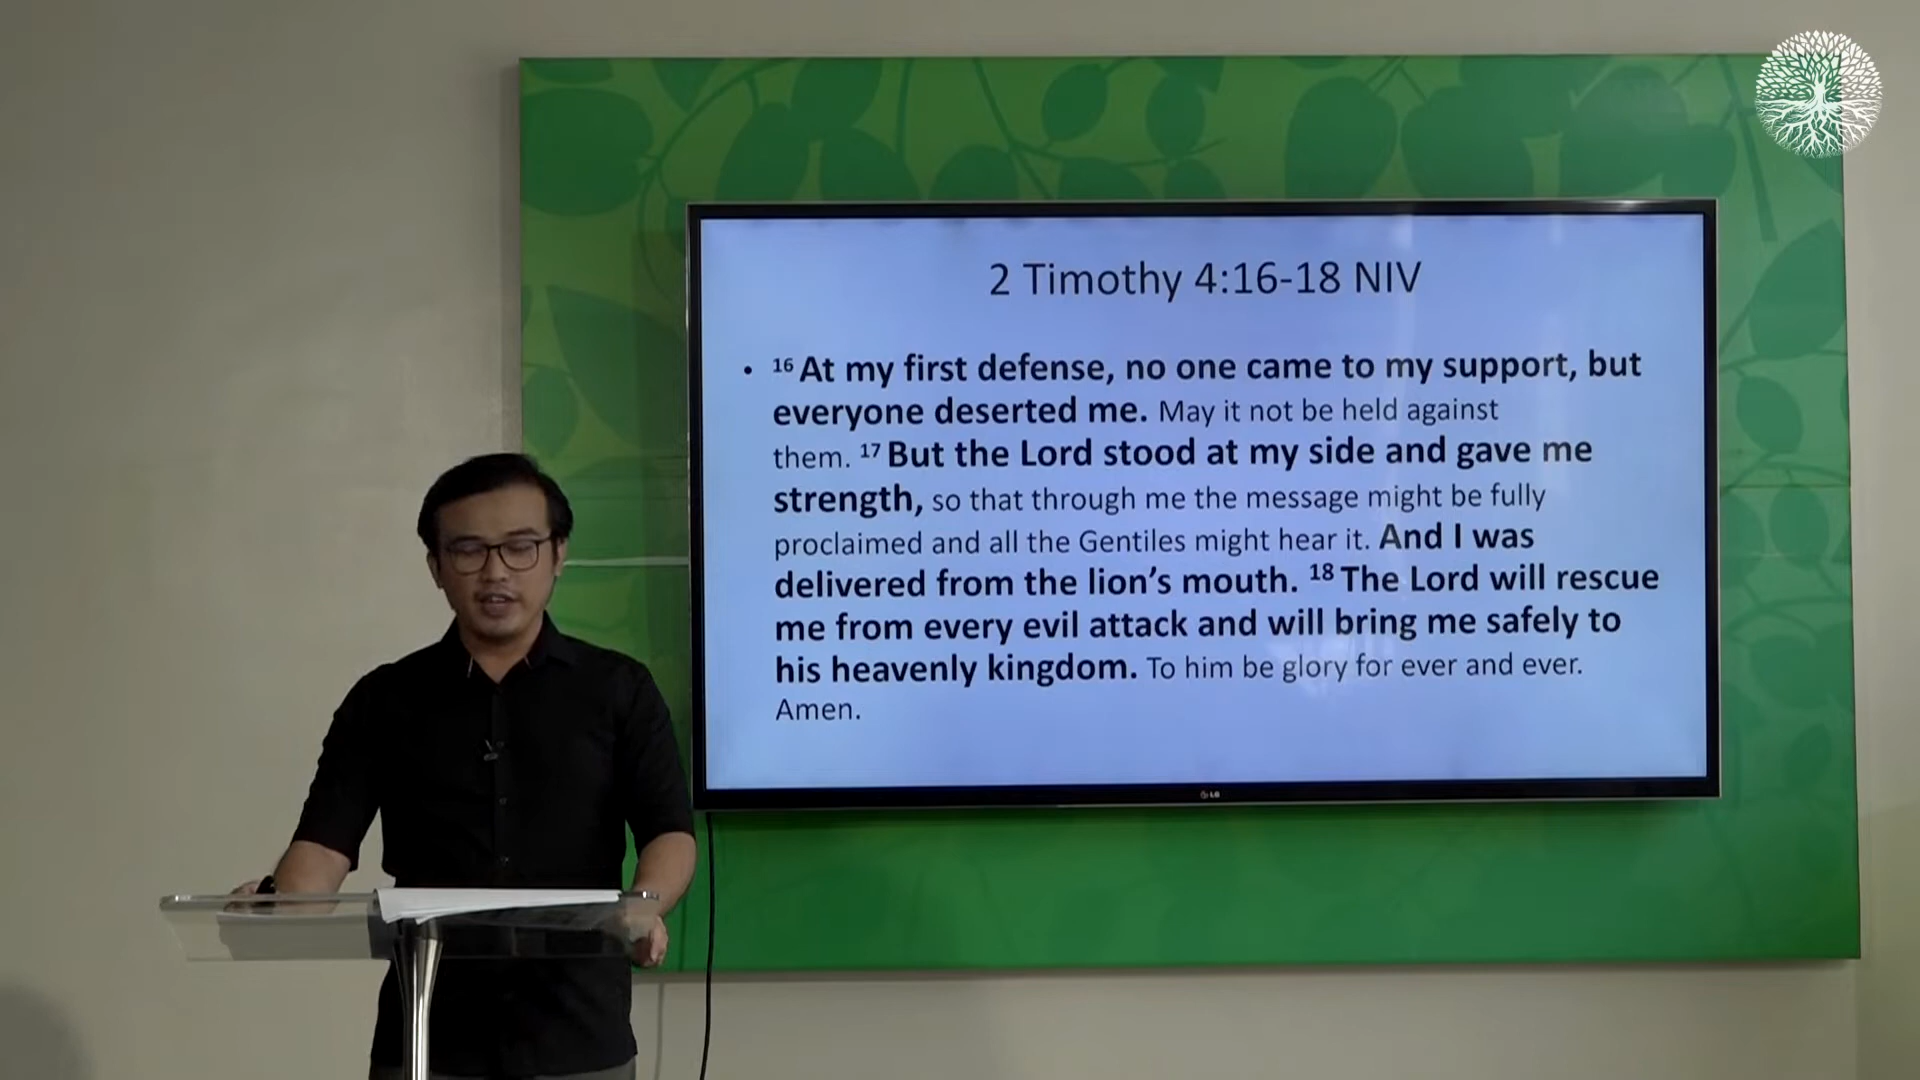 2 Timothy 4:16-18 NIV
• ¹⁶ At my first defense, no one came to my support, but
everyone deserted me. May it not be held against
them. ¹⁷ But the Lord stood at my side and gave me
strength, so that through me the message might be fully
proclaimed and all the Gentiles might hear it. And I was
delivered from the lion’s mouth. ¹⁸ The Lord will rescue
me from every evil attack and will bring me safely to
his heavenly kingdom. To him be glory for ever and ever.
Amen.
LG